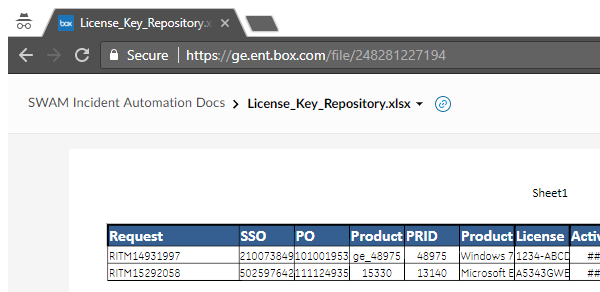 box License_Key_Repository.x
Secure https://ge.ent.box.com/file/248281227194
SWAM Incident Automation Docs > License_Key_Repository.xlsx
Sheet1
Request SSO PO Product PRID Product License Activ
RITM14931997 210073849 101001953 ge_48975 48975 Windows 7 1234-ABCD ##
RITM15292058 502597642 111124935 15330 13140 Microsoft E A5343GWE ##